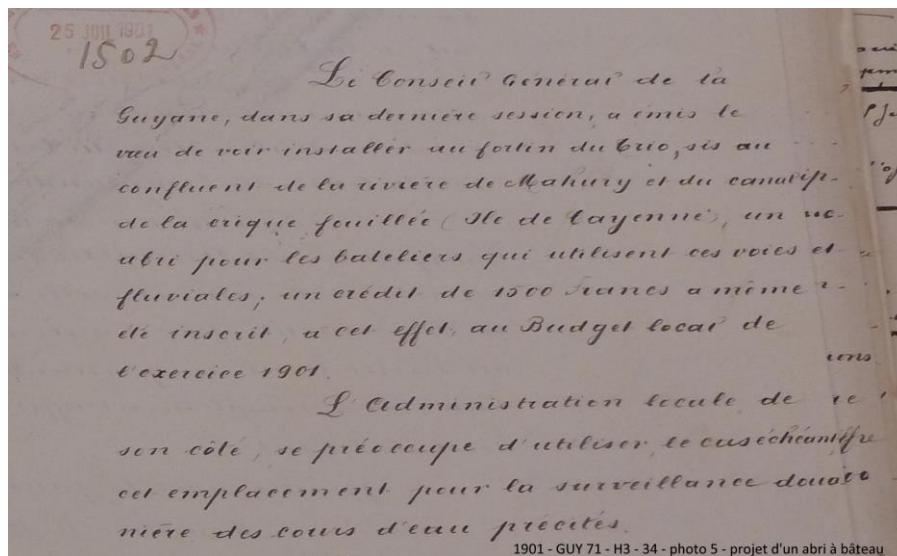 25 JUIL 1901
1502
Le Conseil Général de la
Guyane, dans sa dernière session, a émis le
vœu de voir installer au fortin du Trio, sis au
confluent de la rivière de Mahury et du canal
de la crique fouillée (Ile de Cayenne), un
abri pour les bateliers qui utilisent ces voies
fluviales; un crédit de 1500 francs a même
été inscrit, à cet effet, au Budget local de
l'exercice 1901.
L'Administration locale de
son côté, se préoccupe d'utiliser, le cas échéant
cet emplacement pour la surveillance doua
nière des cours d'eau précités.
1901 - GUY 71 - H3 - 34 - photo 5 - projet d'un abri à bâteau